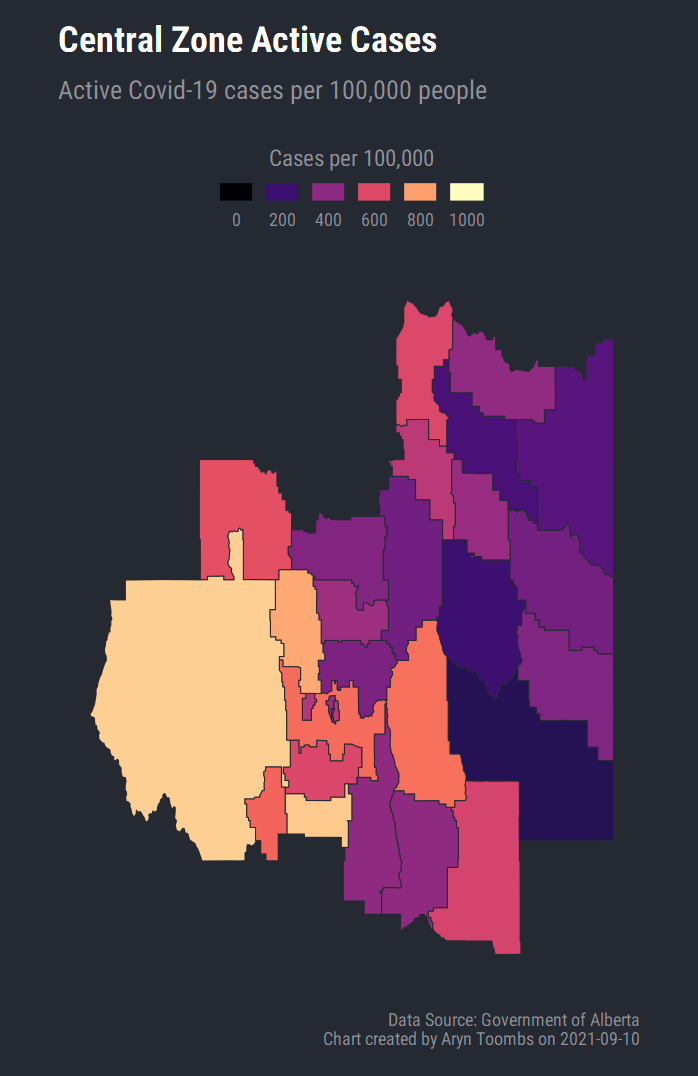 Central Zone Active Cases
Active Covid-19 cases per 100,000 people
Cases per 100,000
0 200 400 600 800 1000
Data Source: Government of Alberta
Chart created by Aryn Toombs on 2021-09-10